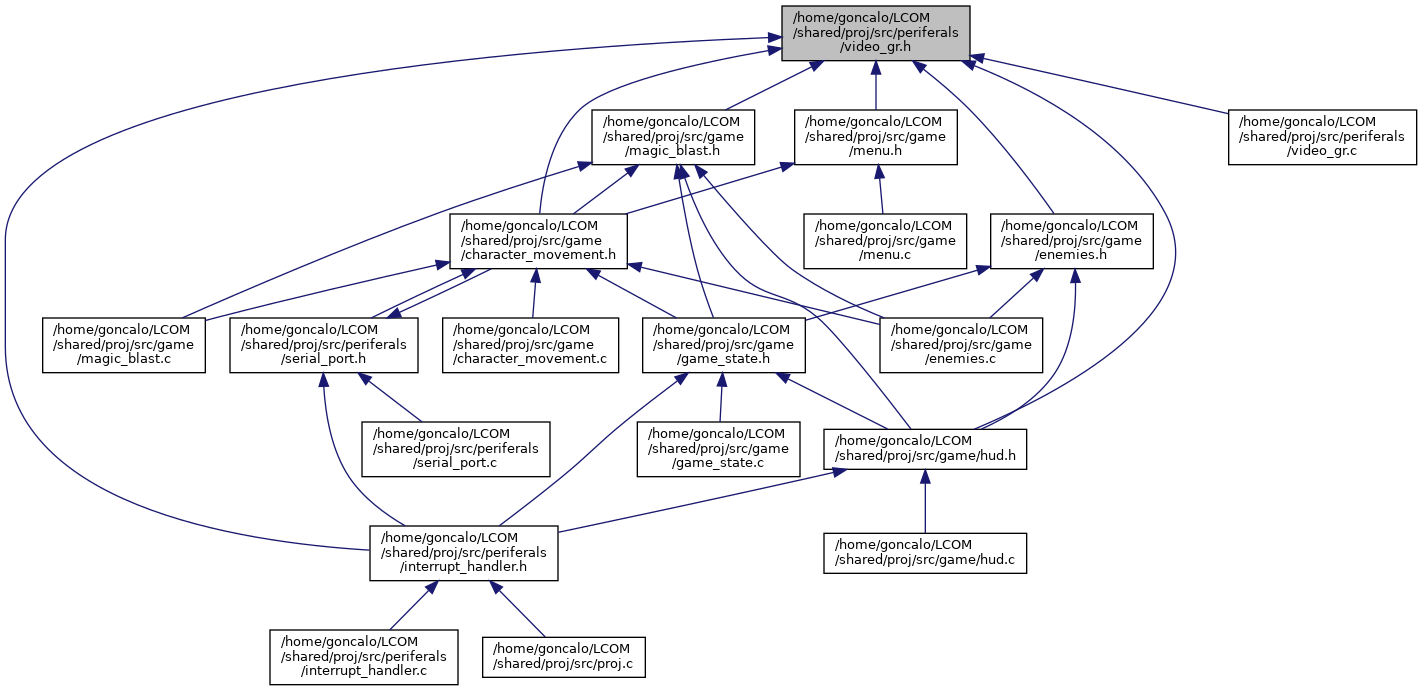 /home/goncalo/LCOM
/shared/proj/src/periferals
/video_gr.h
/home/goncalo/LCOM
/shared/proj/src/game
/magic_blast.h
/home/goncalo/LCOM
/shared/proj/src/game
/menu.h
/home/goncalo/LCOM
/shared/proj/src/periferals
/video_gr.c
/home/goncalo/LCOM
/shared/proj/src/game
/character_movement.h
/home/goncalo/LCOM
/shared/proj/src/game
/menu.c
/home/goncalo/LCOM
/shared/proj/src/game
/enemies.h
/home/goncalo/LCOM
/shared/proj/src/game
/magic_blast.c
/home/goncalo/LCOM
/shared/proj/src/periferals
/serial_port.h
/home/goncalo/LCOM
/shared/proj/src/game
/character_movement.c
/home/goncalo/LCOM
/shared/proj/src/game
/game_state.h
/home/goncalo/LCOM
/shared/proj/src/game
/enemies.c
/home/goncalo/LCOM
/shared/proj/src/periferals
/serial_port.c
/home/goncalo/LCOM
/shared/proj/src/game
/game_state.c
/home/goncalo/LCOM
/shared/proj/src/game/hud.h
/home/goncalo/LCOM
/shared/proj/src/periferals
/interrupt_handler.h
/home/goncalo/LCOM
/shared/proj/src/game/hud.c
/home/goncalo/LCOM
/shared/proj/src/periferals
/interrupt_handler.c
/home/goncalo/LCOM
/shared/proj/src/proj.c